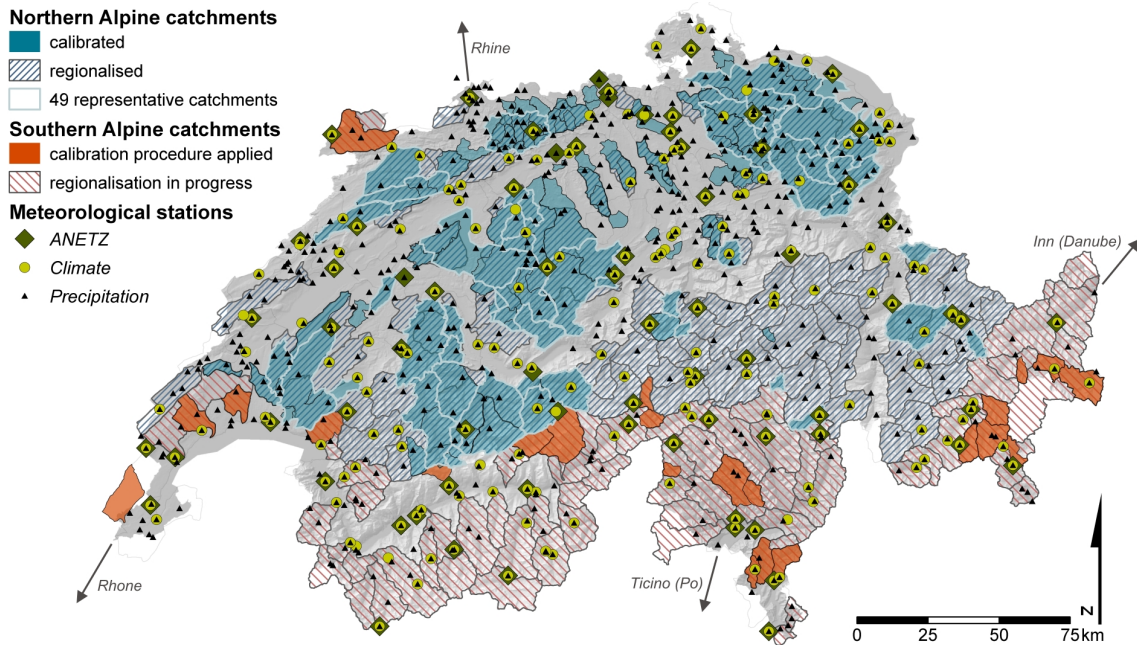 Northern Alpine catchments
calibrated
regionalised
49 representative catchments
Southern Alpine catchments
calibration procedure applied
regionalisation in progress
Meteorological stations
ANETZ
Climate
Precipitation
Rhine
Inn (Danube)
Rhone
Ticino (Po)
N
0 25 50 75 km